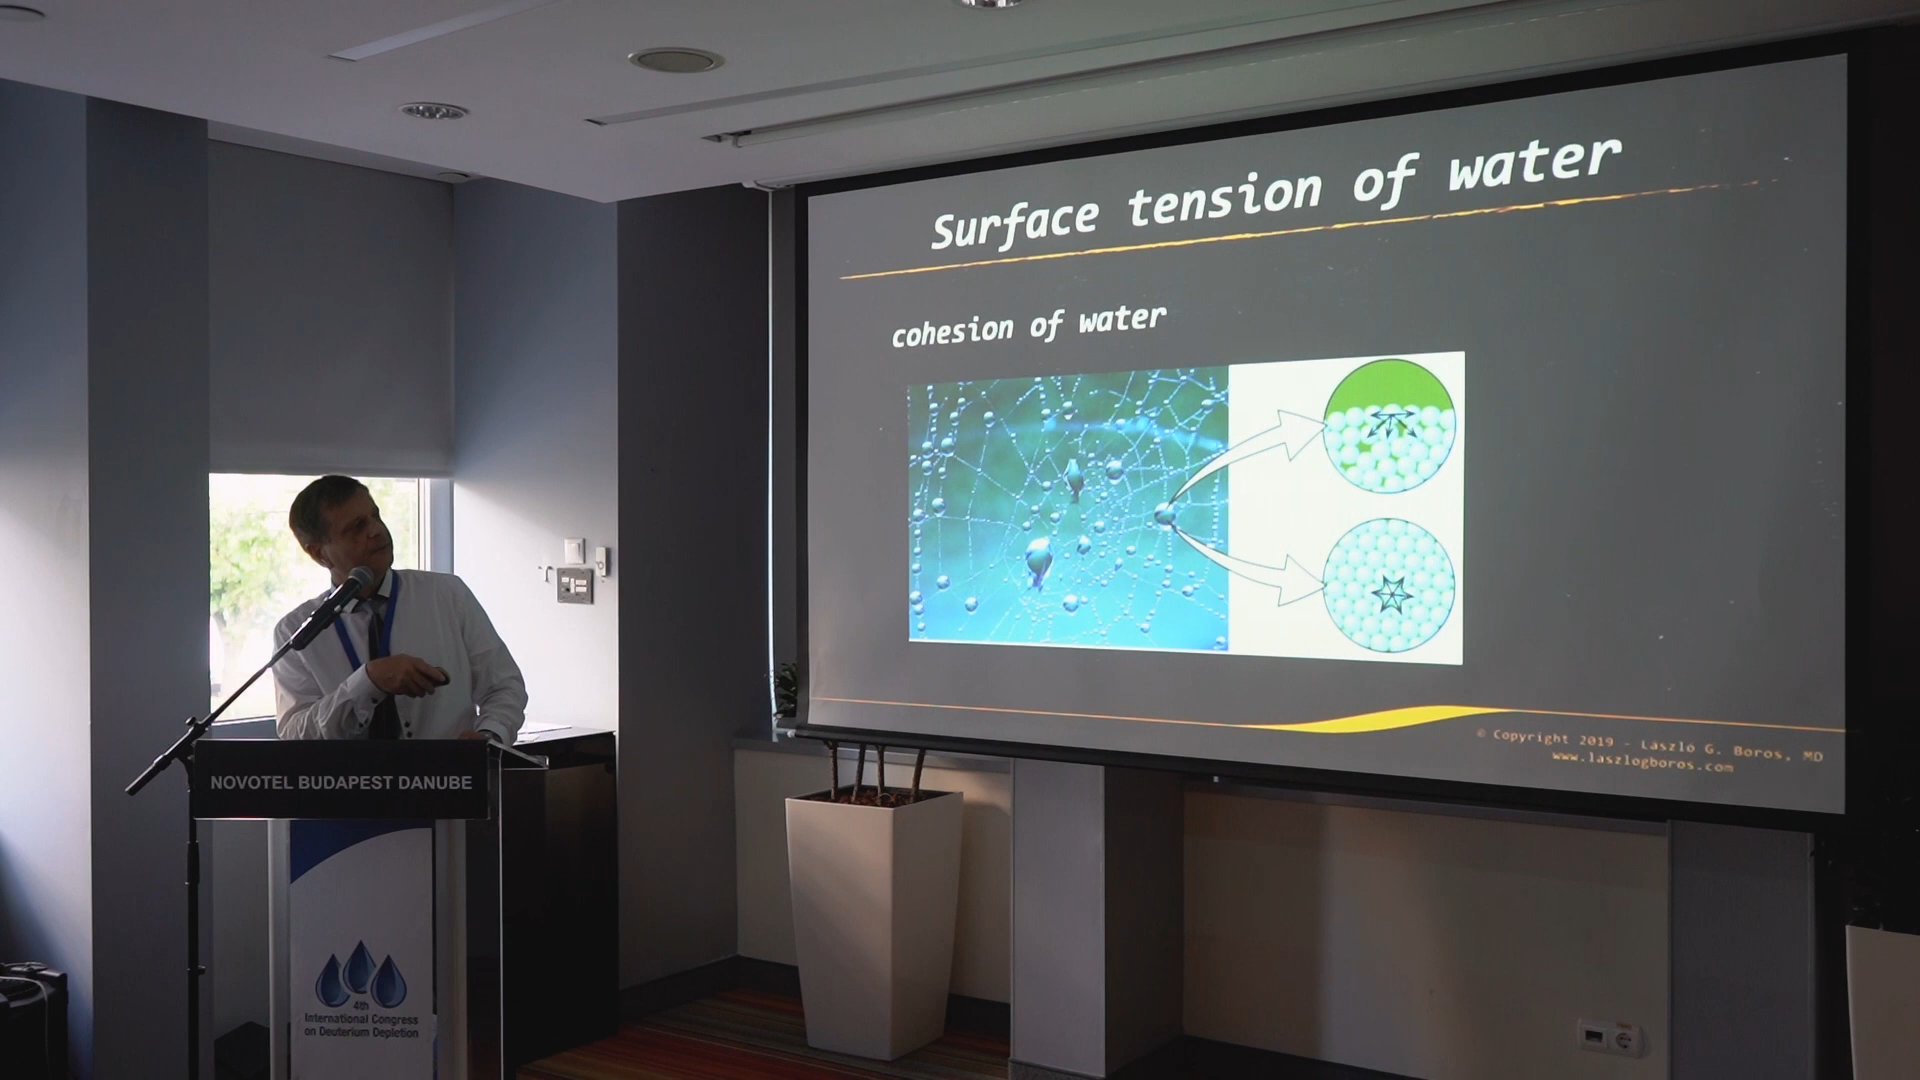 Surface tension of water
cohesion of water
© Copyright 2019 - László G. Boros, MD
www.laszlogboros.com
NOVOTEL BUDAPEST DANUBE
4th
International Congress
on Deuterium Depletion